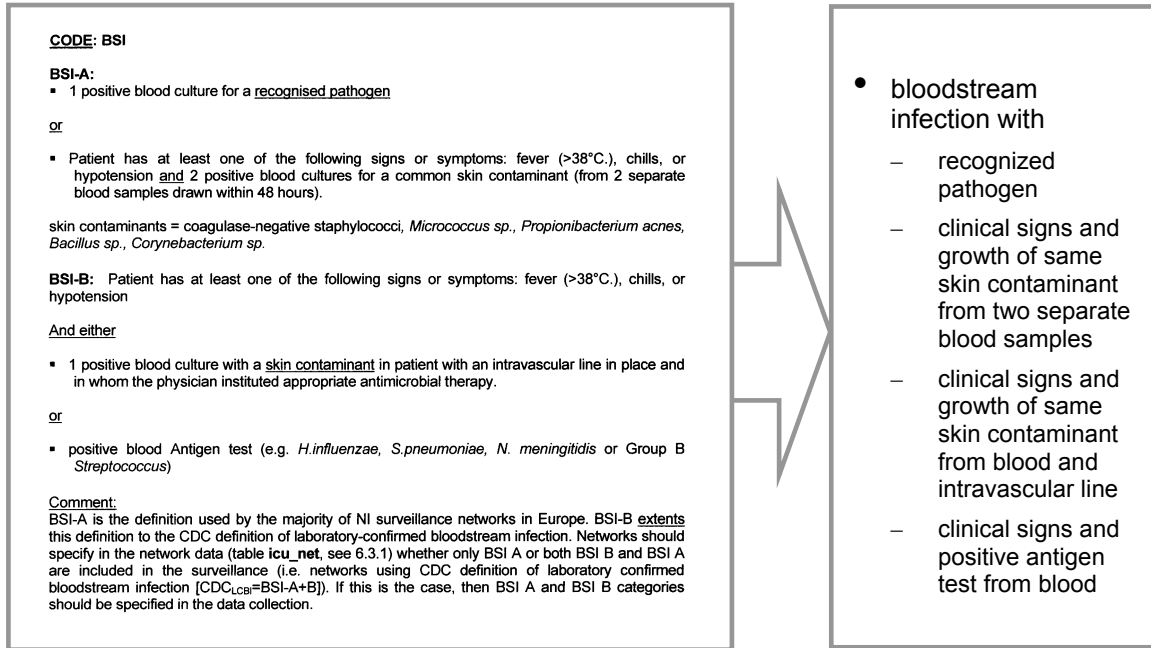 CODE: BSI
BSI-A:
▪ 1 positive blood culture for a recognised pathogen
or
▪ Patient has at least one of the following signs or symptoms: fever (>38°C.), chills, or
hypotension and 2 positive blood cultures for a common skin contaminant (from 2 separate
blood samples drawn within 48 hours).
skin contaminants = coagulase-negative staphylococci, Micrococcus sp., Propionibacterium acnes,
Bacillus sp., Corynebacterium sp.
BSI-B: Patient has at least one of the following signs or symptoms: fever (>38°C.), chills, or
hypotension
And either
▪ 1 positive blood culture with a skin contaminant in patient with an intravascular line in place and
in whom the physician instituted appropriate antimicrobial therapy.
or
▪ positive blood Antigen test (e.g. H.influenzae, S.pneumoniae, N. meningitidis or Group B
Streptococcus)
Comment:
BSI-A is the definition used by the majority of NI surveillance networks in Europe. BSI-B extents
this definition to the CDC definition of laboratory-confirmed bloodstream infection. Networks should
specify in the network data (table icu_net, see 6.3.1) whether only BSI A or both BSI B and BSI A
are included in the surveillance (i.e. networks using CDC definition of laboratory confirmed
bloodstream infection [CDCLCBI=BSI-A+B]). If this is the case, then BSI A and BSI B categories
should be specified in the data collection.
• bloodstream
infection with
– recognized
pathogen
– clinical signs and
growth of same
skin contaminant
from two separate
blood samples
– clinical signs and
growth of same
skin contaminant
from blood and
intravascular line
– clinical signs and
positive antigen
test from blood